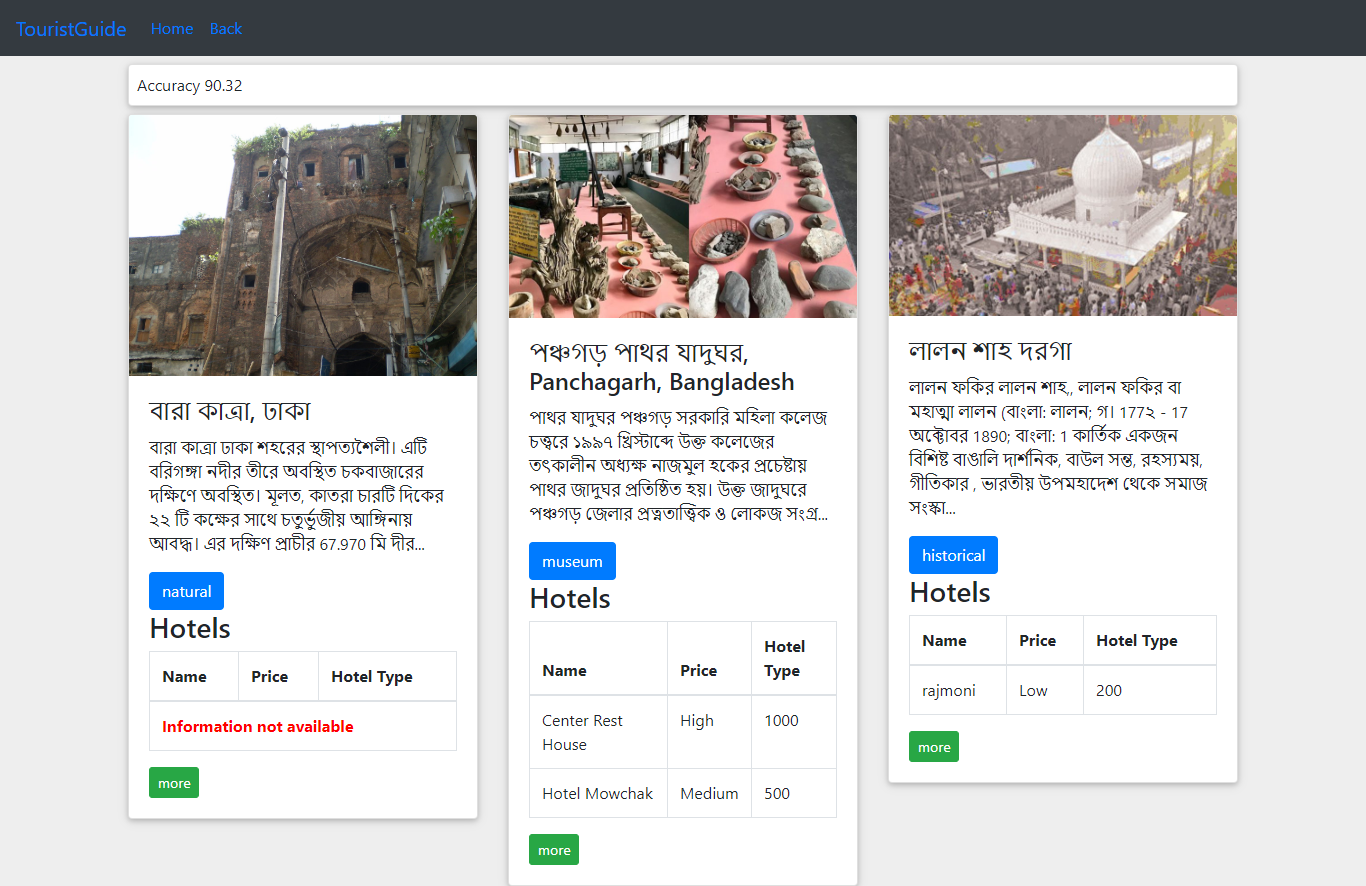 TouristGuide Home Back
Accuracy 90.32
বারা কাত্রা, ঢাকা
বারা কাত্রা ঢাকা শহরের স্থাপত্যশৈলী। এটি
বরিগঙ্গা নদীর তীরে অবস্থিত চকবাজারের
দক্ষিণে অবস্থিত। মূলত, কাতরা চারটি দিকের
২২ টি কক্ষের সাথে চতুর্ভুজীয় আঙ্গিনায়
আবদ্ধ। এর দক্ষিণ প্রাচীর 67.970 মি দীর...
natural
Hotels
Name Price Hotel Type
Information not available
more
পঞ্চগড় পাথর যাদুঘর,
Panchagarh, Bangladesh
পাথর যাদুঘর পঞ্চগড় সরকারি মহিলা কলেজ
চত্ত্বরে ১৯৯৭ খ্রিস্টাব্দে উক্ত কলেজের
তৎকালীন অধ্যক্ষ নাজমুল হকের প্রচেষ্টায়
পাথর জাদুঘর প্রতিষ্ঠিত হয়। উক্ত জাদুঘরে
পঞ্চগড় জেলার প্রত্নতাত্ত্বিক ও লোকজ সংগ্র...
museum
Hotels
Name Price Hotel Type
Center Rest House High 1000
Hotel Mowchak Medium 500
more
লালন শাহ দরগা
লালন ফকির লালন শাহ,, লালন ফকির বা
মহাত্মা লালন (বাংলা: লালন; গ। 177২ - 17
অক্টোবর 1890; বাংলা: 1 কার্তিক একজন
বিশিষ্ট বাঙালি দার্শনিক, বাউল সন্ত, রহস্যময়,
গীতিকার , ভারতীয় উপমহাদেশ থেকে সমাজ
সংস্কা...
historical
Hotels
Name Price Hotel Type
rajmoni Low 200
more